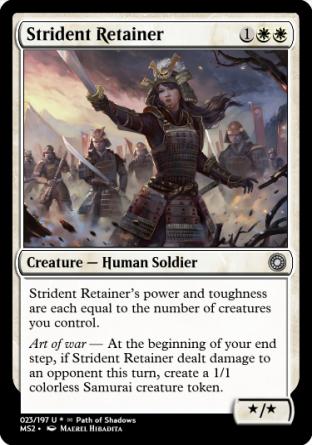 Strident Retainer 1
Creature — Human Soldier
Strident Retainer's power and toughness
are each equal to the number of creatures
you control.
Art of war — At the beginning of your end
step, if Strident Retainer dealt damage to
an opponent this turn, create a 1/1
colorless Samurai creature token.
★/★
023/197 U * ∞ Path of Shadows
MS2 • Maerel Hibadita